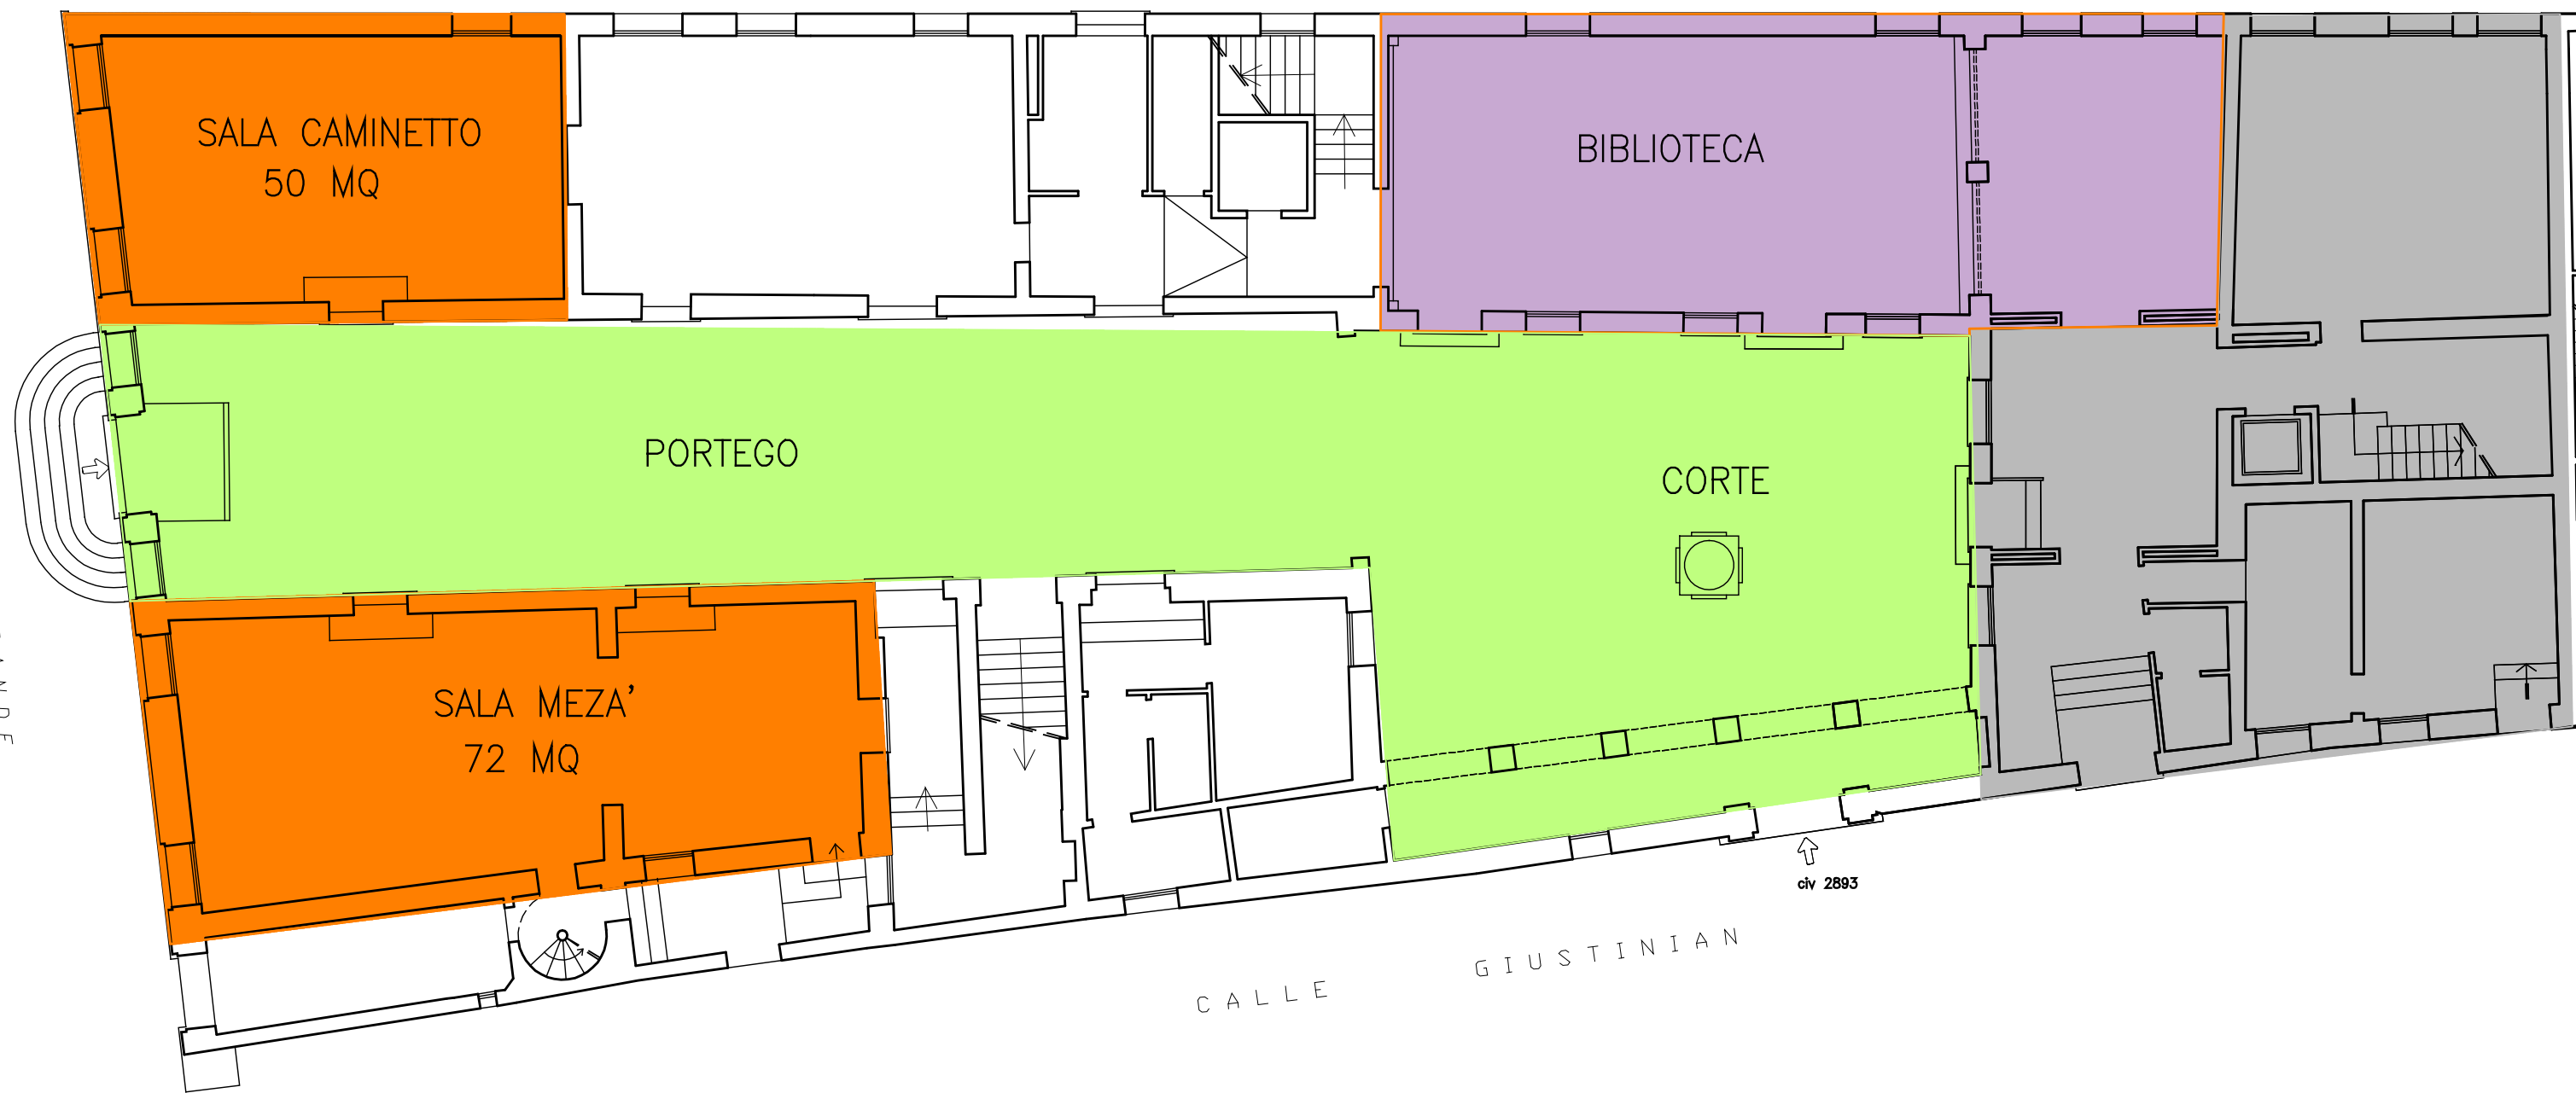 SALA CAMINETTO
50 MQ
BIBLIOTECA
PORTEGO
CORTE
SALA MEZA'
72 MQ
civ 2893
CALLE GIUSTINIAN